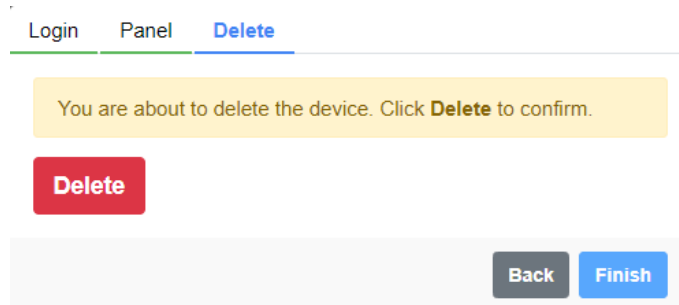 Login Panel Delete
You are about to delete the device. Click Delete to confirm.
Delete
Back Finish